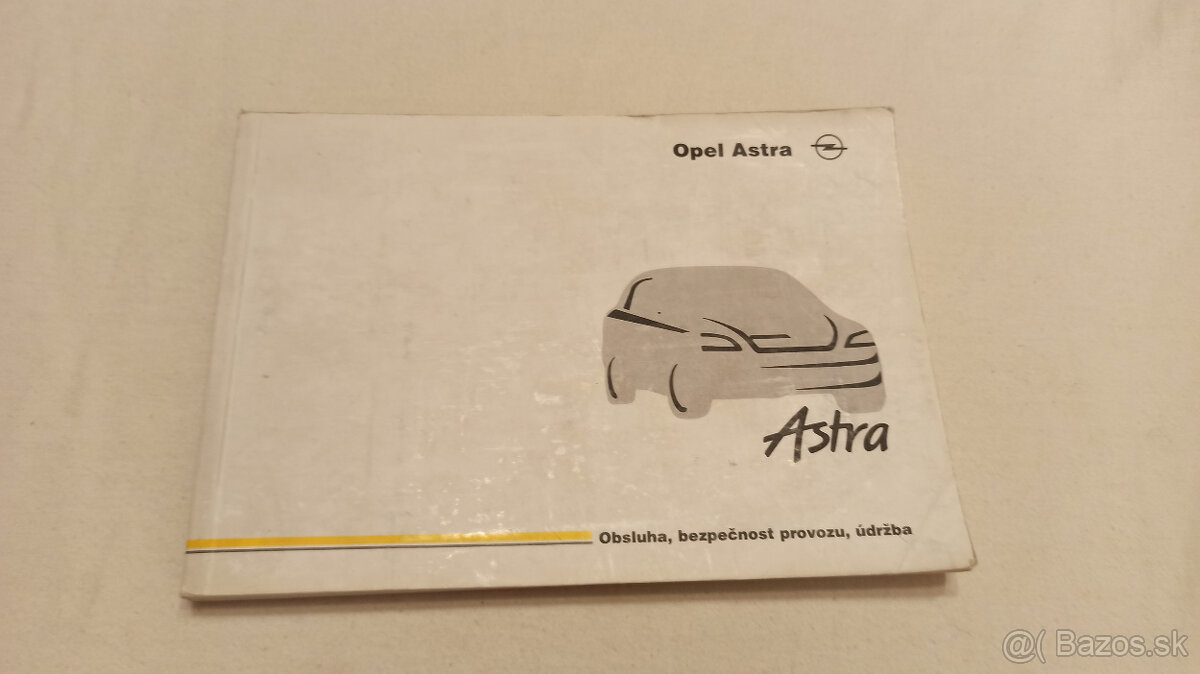 Opel Astra
Astra
Obsluha, bezpečnost provozu, údržba
@( Bazos.sk